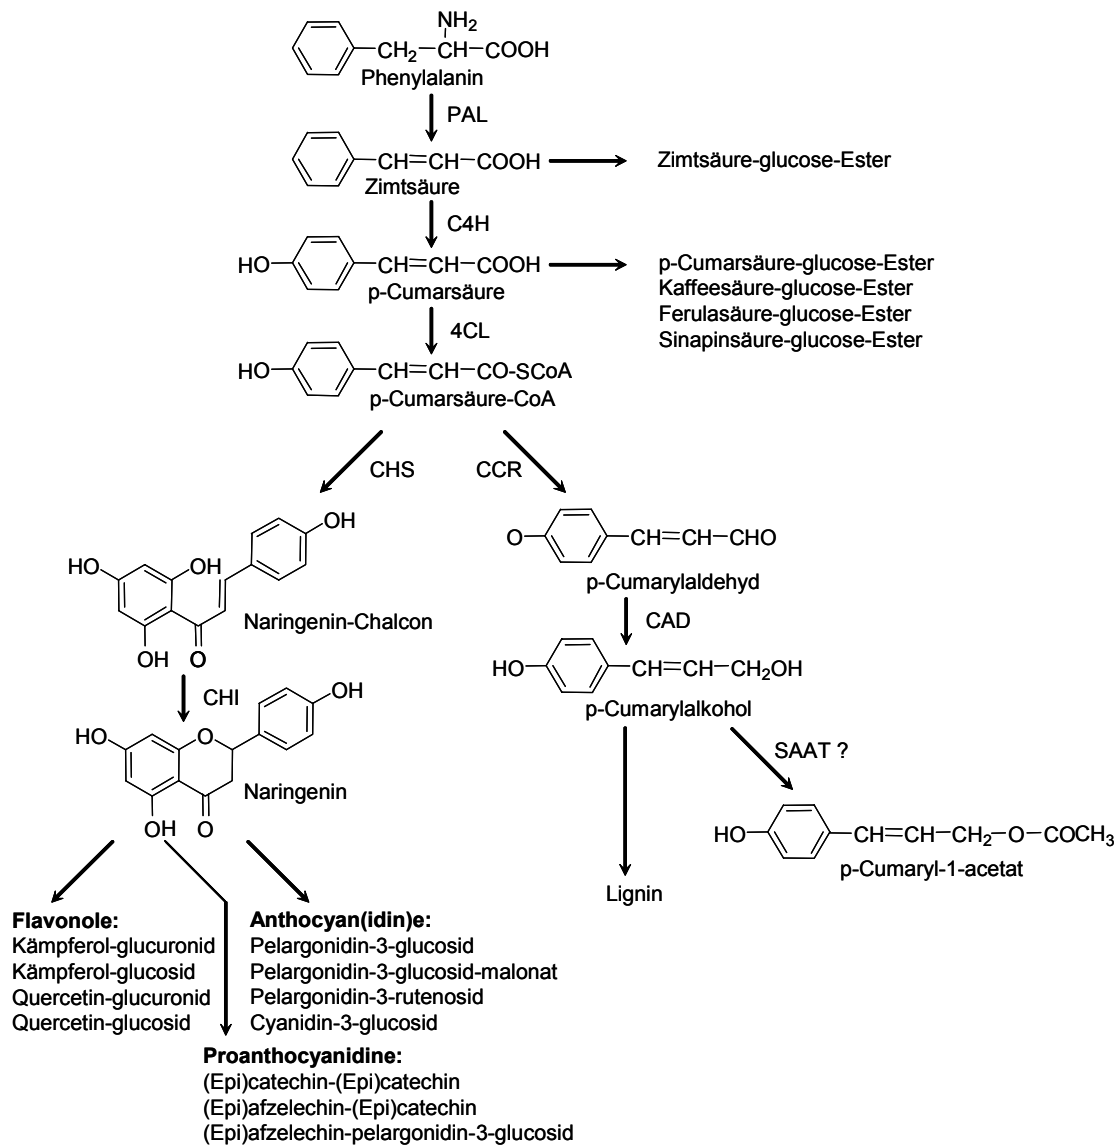 NH2
CH2 CH COOH
Phenylalanin
PAL
CH=CH COOH
Zimtsäure-glucose-Ester
Zimtsäure
C4H
HO CH=CH COOH
p-Cumarsäure
p-Cumarsäure-glucose-Ester
Kaffeesäure-glucose-Ester
Ferulasäure-glucose-Ester
Sinapinsäure-glucose-Ester
4CL
HO CH=CH CO-SCoA
p-Cumarsäure-CoA
CHS
CCR
OH
HO OH
Naringenin-Chalcon
OH O
O CH=CH CHO
p-Cumarylaldehyd
CAD
HO CH=CH CH2OH
p-Cumarylalkohol
CHI
OH
HO O
Naringenin
OH O
SAAT ?
HO CH=CH CH2 O COCH3
p-Cumaryl-1-acetat
Lignin
Flavonole:
Kämpferol-glucuronid
Kämpferol-glucosid
Quercetin-glucuronid
Quercetin-glucosid
Anthocyan(idin)e:
Pelargonidin-3-glucosid
Pelargonidin-3-glucosid-malonat
Pelargonidin-3-rutenosid
Cyanidin-3-glucosid
Proanthocyanidine:
(Epi)catechin-(Epi)catechin
(Epi)afzelechin-(Epi)catechin
(Epi)afzelechin-pelargonidin-3-glucosid